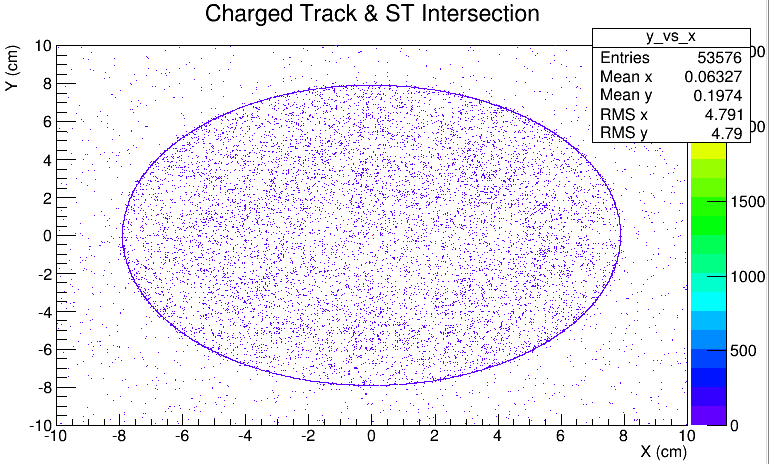 Charged Track & ST Intersection
y_vs_x
Entries 53576
Mean x 0.06327
Mean y 0.1974
RMS x 4.791
RMS y 4.79
Y (cm)
10
8
6
4
2
0
-2
-4
-6
-8
-10
-10 -8 -6 -4 -2 0 2 4 6 8 10
X (cm)
1500
1000
500
0